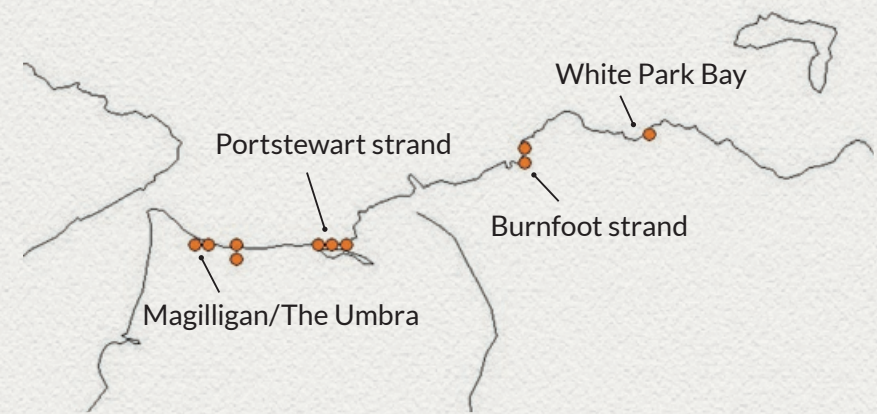 White Park Bay
Portstewart strand
Burnfoot strand
Magilligan/The Umbra